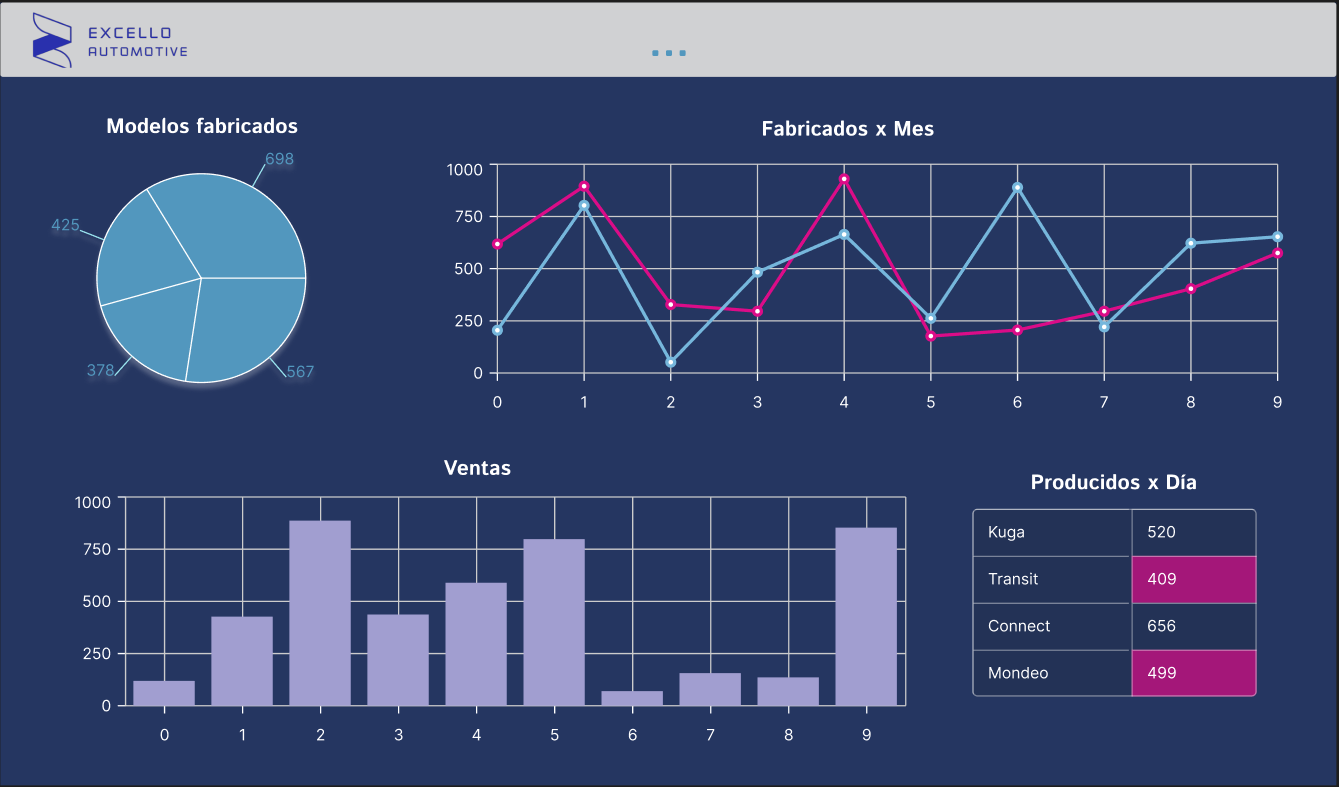 EXCELLO
AUTOMOTIVE
...
Modelos fabricados
698
425
378
567
Fabricados x Mes
1000
750
500
250
0
0 1 2 3 4 5 6 7 8 9
Ventas
1000
750
500
250
0
0 1 2 3 4 5 6 7 8 9
Producidos x Día
Kuga 520
Transit 409
Connect 656
Mondeo 499